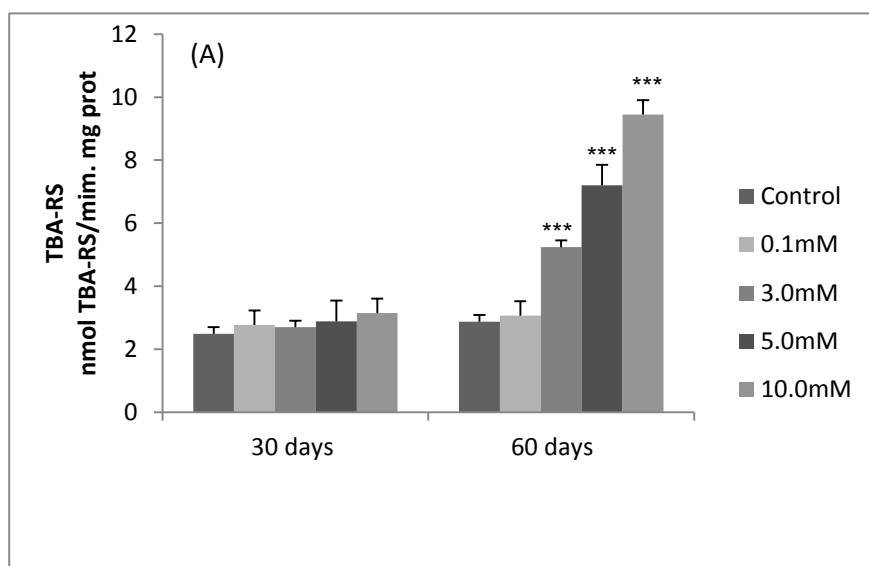 (A)
TBA-RS
nmol TBA-RS/mim. mg prot
12
10
8
6
4
2
0
***
***
***
30 days
60 days
Control
0.1mM
3.0mM
5.0mM
10.0mM